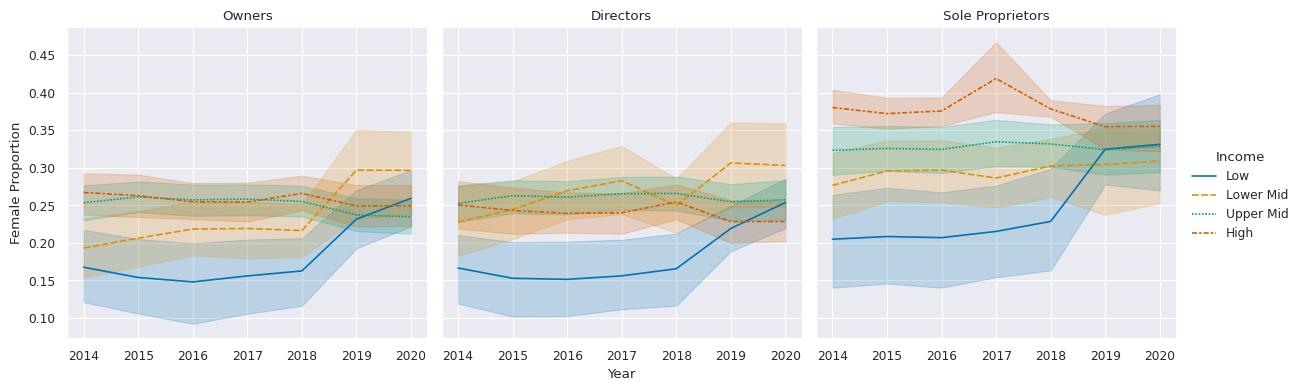 Owners
Directors
Sole Proprietors
Female Proportion
0.45
0.40
0.35
0.30
0.25
0.20
0.15
0.10
2014 2015 2016 2017 2018 2019 2020
2014 2015 2016 2017 2018 2019 2020
2014 2015 2016 2017 2018 2019 2020
Year
Income
Low
Lower Mid
Upper Mid
High